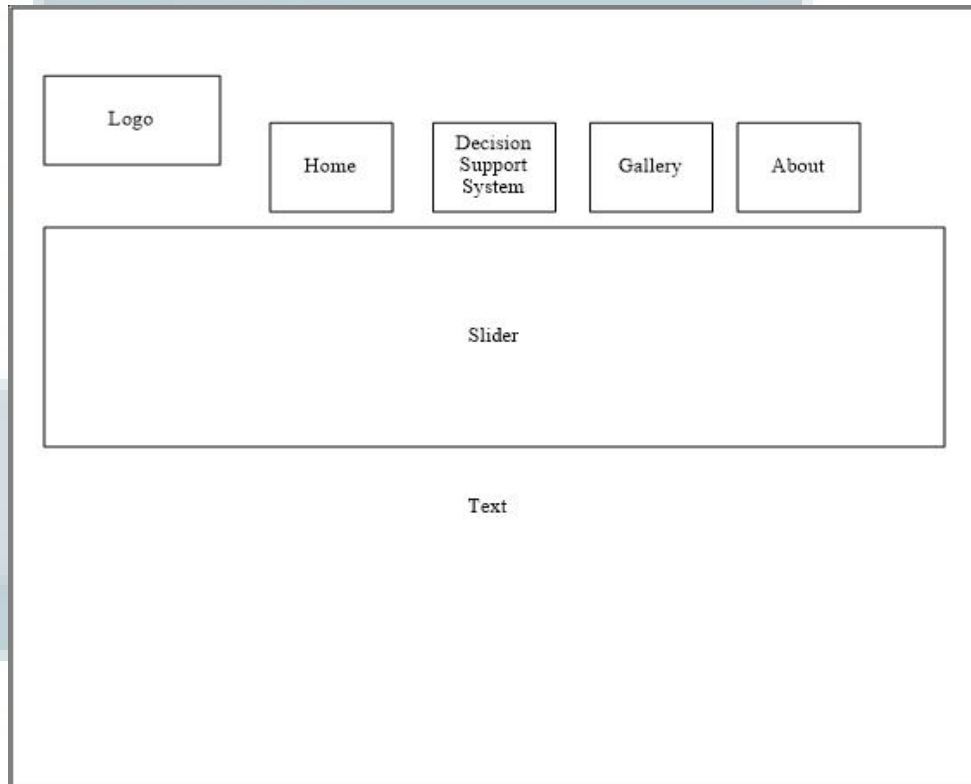 Logo
Home
Decision
Support
System
Gallery
About
Slider
Text